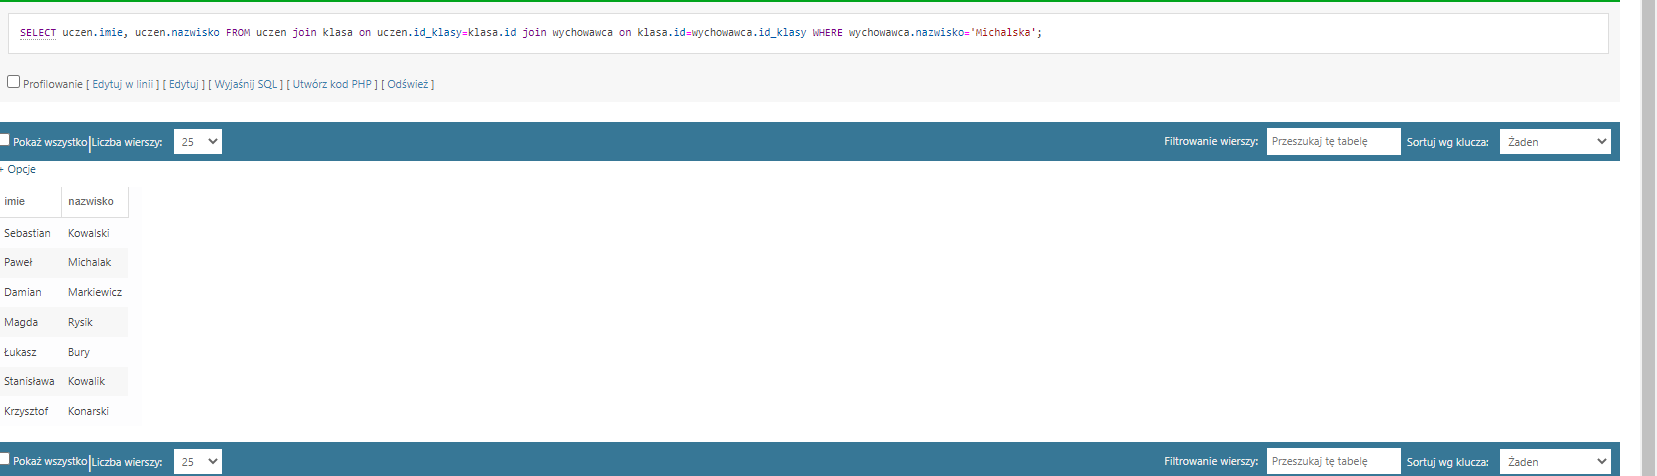 SELECT uczen.imie, uczen.nazwisko FROM uczen join klasa on uczen.id_klasy=klasa.id join wychowawca on klasa.id=wychowawca.id_klasy WHERE wychowawca.nazwisko='Michalska';
Profilowanie [ Edytuj w linii ] [ Edytuj ] [ Wyjaśnij SQL ] [ Utwórz kod PHP ] [ Odśwież ]
Pokaż wszystko | Liczba wierszy: 25 Filtrowanie wierszy: Przeszukaj tę tabelę Sortuj wg klucza: Żaden
+ Opcje
imie nazwisko
Sebastian Kowalski
Paweł Michalak
Damian Markiewicz
Magda Rysik
Łukasz Bury
Stanisława Kowalik
Krzysztof Konarski
Pokaż wszystko | Liczba wierszy: 25 Filtrowanie wierszy: Przeszukaj tę tabelę Sortuj wg klucza: Żaden